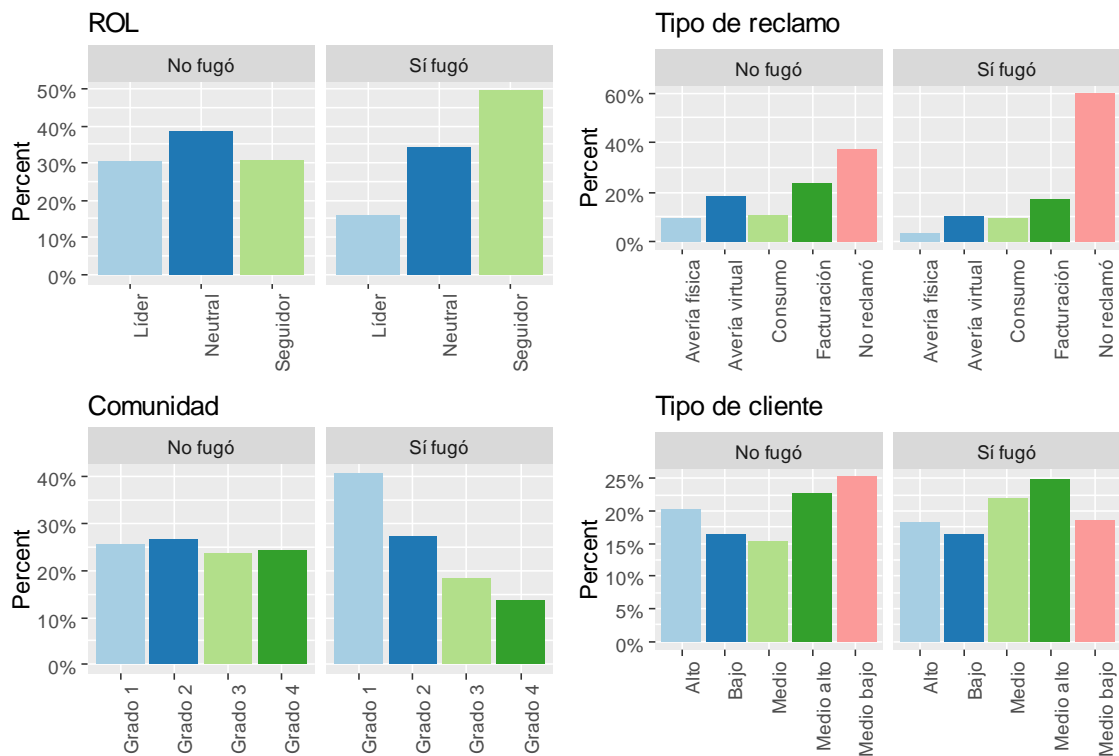 ROL
No fugó
Sí fugó
Percent
50%
40%
30%
20%
10%
0%
Líder
Neutral
Seguidor
Líder
Neutral
Seguidor
Tipo de reclamo
No fugó
Sí fugó
Percent
60%
40%
20%
0%
Avería física
Avería virtual
Consumo
Facturación
No reclamó
Avería física
Avería virtual
Consumo
Facturación
No reclamó
Comunidad
No fugó
Sí fugó
Percent
40%
30%
20%
10%
0%
Grado 1
Grado 2
Grado 3
Grado 4
Grado 1
Grado 2
Grado 3
Grado 4
Tipo de cliente
No fugó
Sí fugó
Percent
25%
20%
15%
10%
5%
0%
Alto
Bajo
Medio
Medio alto
Medio bajo
Alto
Bajo
Medio
Medio alto
Medio bajo